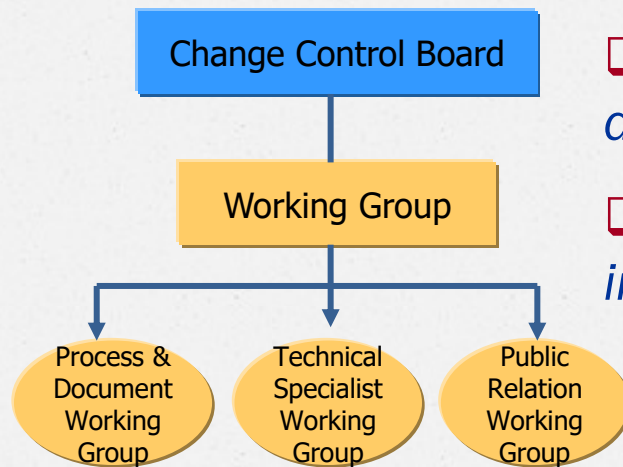 Change Control Board
Working Group
Process &
Document
Working
Group
Technical
Specialist
Working
Group
Public
Relation
Working
Group